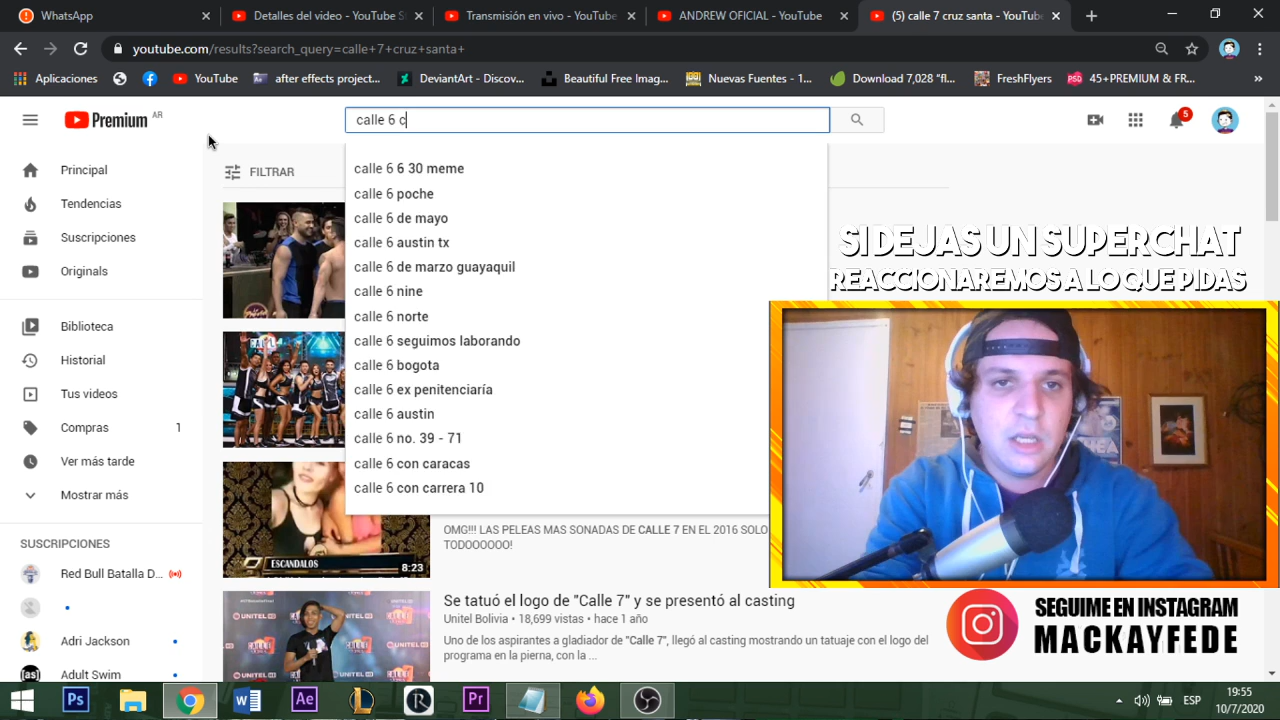 WhatsApp
Detalles del video - YouTube S
Transmisión en vivo - YouTube
ANDREW OFICIAL - YouTube
(5) calle 7 cruz santa - YouTube
youtube.com/results?search_query=calle+7+cruz+santa+
Aplicaciones
YouTube
after effects project...
DeviantArt - Discov...
Beautiful Free Imag...
Nuevas Fuentes - 1...
Download 7,028 "fl...
FreshFlyers
45+PREMIUM & FR...
»
Premium AR
calle 6 c
5
Principal
Tendencias
Suscripciones
Originals
Biblioteca
Historial
Tus videos
Compras 1
Ver más tarde
Mostrar más
SUSCRIPCIONES
Red Bull Batalla D...
Adri Jackson
Adult Swim
FILTRAR
calle 6 6 30 meme
calle 6 poche
calle 6 de mayo
calle 6 austin tx
calle 6 de marzo guayaquil
calle 6 nine
calle 6 norte
calle 6 seguimos laborando
calle 6 bogota
calle 6 ex penitenciaría
calle 6 austin
calle 6 no. 39 - 71
calle 6 con caracas
calle 6 con carrera 10
ESCANDALOS
8:23
OMG!!! LAS PELEAS MAS SONADAS DE CALLE 7 EN EL 2016 SOLO
TODOOOOOO!
Se tatuó el logo de "Calle 7" y se presentó al casting
Unitel Bolivia • 18,699 vistas • hace 1 año
Uno de los aspirantes a gladiador de "Calle 7", llegó al casting mostrando un tatuaje con el logo del
programa en la pierna, con la ...
SI DEJAS UN SUPERCHAT
REACCIONAREMOS A LO QUE PIDAS
SEGUIME EN INSTAGRAM
MACKAYFEDE
Ps
Ae
Pr
ESP
19:55
10/7/2020